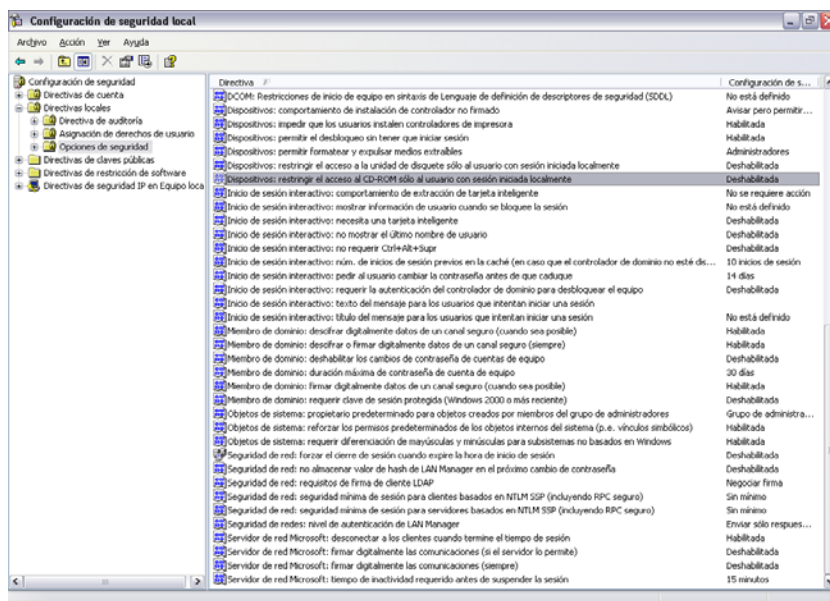 Configuración de seguridad local
Archivo Acción Ver Ayuda
Configuración de seguridad
Directivas de cuenta
Directivas locales
Directiva de auditoría
Asignación de derechos de usuario
Opciones de seguridad
Directivas de claves públicas
Directivas de restricción de software
Directivas de seguridad IP en Equipo loca
Directiva Configuración de s...
DCOM: Restricciones de inicio de equipo en sintaxis de Lenguaje de definición de descriptores de seguridad (SDDL) No está definido
Dispositivos: comportamiento de instalación de controlador no firmado Avisar pero permitir...
Dispositivos: impedir que los usuarios instalen controladores de impresora Habilitada
Dispositivos: permitir el desbloqueo sin tener que iniciar sesión Habilitada
Dispositivos: permitir formatear y expulsar medios extraíbles Administradores
Dispositivos: restringir el acceso a la unidad de disquete sólo al usuario con sesión iniciada localmente Deshabilitada
Dispositivos: restringir el acceso al CD-ROM sólo al usuario con sesión iniciada localmente Deshabilitada
Inicio de sesión interactivo: comportamiento de extracción de tarjeta inteligente No se requiere acción
Inicio de sesión interactivo: mostrar información de usuario cuando se bloquee la sesión No está definido
Inicio de sesión interactivo: necesita una tarjeta inteligente Deshabilitada
Inicio de sesión interactivo: no mostrar el último nombre de usuario Deshabilitada
Inicio de sesión interactivo: no requerir Ctrl+Alt+Supr Deshabilitada
Inicio de sesión interactivo: núm. de inicios de sesión previos en la caché (en caso que el controlador de dominio no esté dis... 10 inicios de sesión
Inicio de sesión interactivo: pedir al usuario cambiar la contraseña antes de que caduque 14 días
Inicio de sesión interactivo: requerir la autenticación del controlador de dominio para desbloquear el equipo Deshabilitada
Inicio de sesión interactivo: texto del mensaje para los usuarios que intentan iniciar una sesión
Inicio de sesión interactivo: título del mensaje para los usuarios que intentan iniciar una sesión No está definido
Miembro de dominio: descifrar digitalmente datos de un canal seguro (cuando sea posible) Habilitada
Miembro de dominio: descifrar o firmar digitalmente datos de un canal seguro (siempre) Habilitada
Miembro de dominio: deshabilitar los cambios de contraseña de cuentas de equipo Deshabilitada
Miembro de dominio: duración máxima de contraseña de cuenta de equipo 30 días
Miembro de dominio: firmar digitalmente datos de un canal seguro (cuando sea posible) Habilitada
Miembro de dominio: requerir clave de sesión protegida (Windows 2000 o más reciente) Deshabilitada
Objetos de sistema: propietario predeterminado para objetos creados por miembros del grupo de administradores Grupo de administra...
Objetos de sistema: reforzar los permisos predeterminados de los objetos internos del sistema (p.e. vínculos simbólicos) Habilitada
Objetos de sistema: requerir diferenciación de mayúsculas y minúsculas para subsistemas no basados en Windows Habilitada
Seguridad de red: forzar el cierre de sesión cuando expire la hora de inicio de sesión Deshabilitada
Seguridad de red: no almacenar valor de hash de LAN Manager en el próximo cambio de contraseña Deshabilitada
Seguridad de red: requisitos de firma de cliente LDAP Negociar firma
Seguridad de red: seguridad mínima de sesión para clientes basados en NTLM SSP (incluyendo RPC seguro) Sin mínimo
Seguridad de red: seguridad mínima de sesión para servidores basados en NTLM SSP (incluyendo RPC seguro) Sin mínimo
Seguridad de redes: nivel de autenticación de LAN Manager Enviar sólo respues...
Servidor de red Microsoft: desconectar a los clientes cuando termine el tiempo de sesión Habilitada
Servidor de red Microsoft: firmar digitalmente las comunicaciones (si el servidor lo permite) Deshabilitada
Servidor de red Microsoft: firmar digitalmente las comunicaciones (siempre) Deshabilitada
Servidor de red Microsoft: tiempo de inactividad requerido antes de suspender la sesión 15 minutos